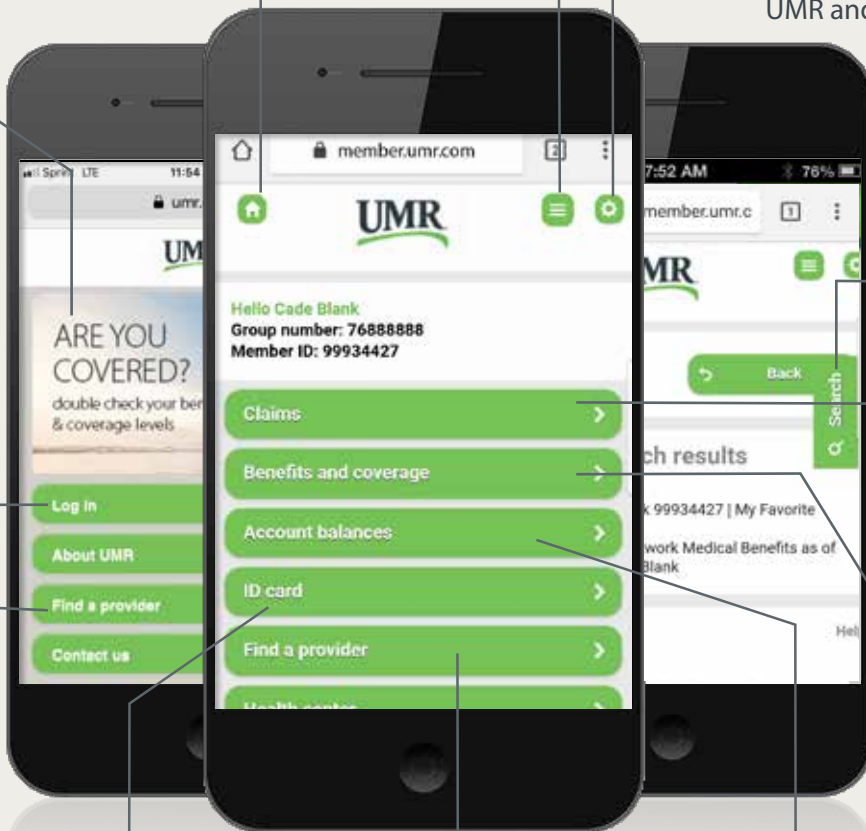 UMR and
Sprint LTE 11:54
umr.
UM
ARE YOU
COVERED?
double check your ber
& coverage levels
Log in
About UMR
Find a provider
Contact us
member.umr.com 2
UMR
Hello Cade Blank
Group number: 76888888
Member ID: 99934427
Claims
Benefits and coverage
Account balances
ID card
Find a provider
Health center
7:52 AM 76%
member.umr.c 1
MR
Back
Search
ch results
k 99934427 | My Favorite
work Medical Benefits as of
Blank
Hel